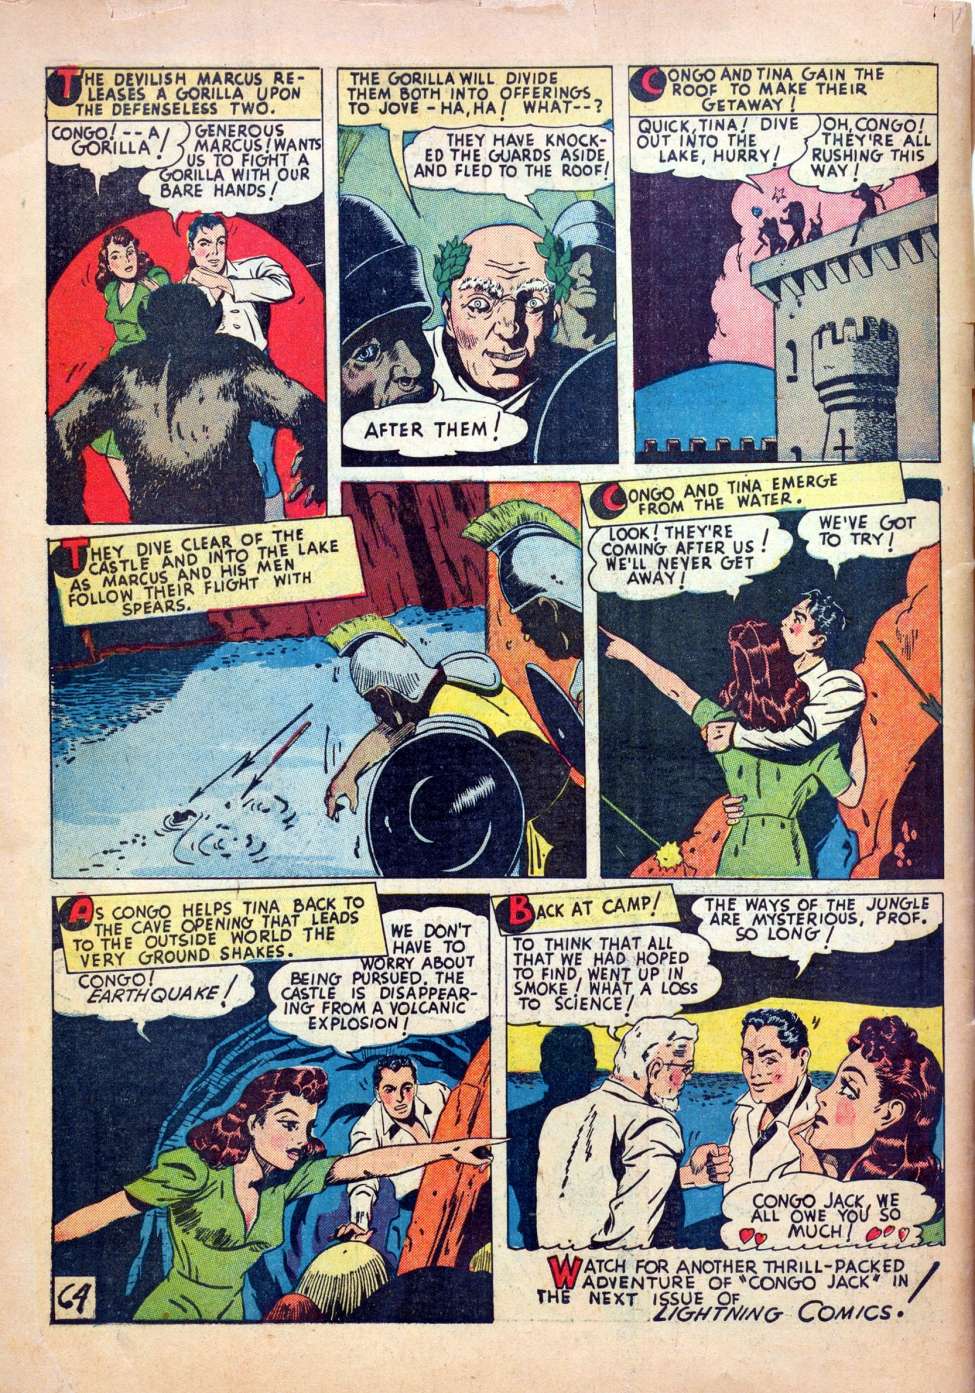 THE DEVILISH MARCUS RE-
LEASES A GORILLA UPON
THE DEFENSELESS TWO.
CONGO! -- A
GORILLA!
GENEROUS
MARCUS! WANTS
US TO FIGHT A
GORILLA WITH OUR
BARE HANDS!
THE GORILLA WILL DIVIDE
THEM BOTH INTO OFFERINGS
TO JOVE - HA, HA! WHAT--?
THEY HAVE KNOCK-
ED THE GUARDS ASIDE,
AND FLED TO THE ROOF!
AFTER THEM!
CONGO AND TINA GAIN THE
ROOF TO MAKE THEIR
GETAWAY!
QUICK, TINA! DIVE
OUT INTO THE
LAKE, HURRY!
OH, CONGO!
THEY'RE ALL
RUSHING THIS
WAY!
THEY DIVE CLEAR OF THE
CASTLE AND INTO THE LAKE
AS MARCUS AND HIS MEN
FOLLOW THEIR FLIGHT WITH
SPEARS.
CONGO AND TINA EMERGE
FROM THE WATER.
LOOK! THEY'RE
COMING AFTER US!
WE'LL NEVER GET
AWAY!
WE'VE GOT
TO TRY!
AS CONGO HELPS TINA BACK TO
THE CAVE OPENING THAT LEADS
TO THE OUTSIDE WORLD THE
VERY GROUND SHAKES.
CONGO!
EARTHQUAKE!
WE DON'T
HAVE TO
WORRY ABOUT
BEING PURSUED, THE
CASTLE IS DISAPPEAR-
ING FROM A VOLCANIC
EXPLOSION!
BACK AT CAMP!
TO THINK THAT ALL
THAT WE HAD HOPED
TO FIND, WENT UP IN
SMOKE! WHAT A LOSS
TO SCIENCE!
THE WAYS OF THE JUNGLE
ARE MYSTERIOUS, PROF.
SO LONG!
CONGO JACK, WE
ALL OWE YOU SO
MUCH!
64
WATCH FOR ANOTHER THRILL-PACKED
ADVENTURE OF "CONGO JACK" IN
THE NEXT ISSUE OF
LIGHTNING COMICS!